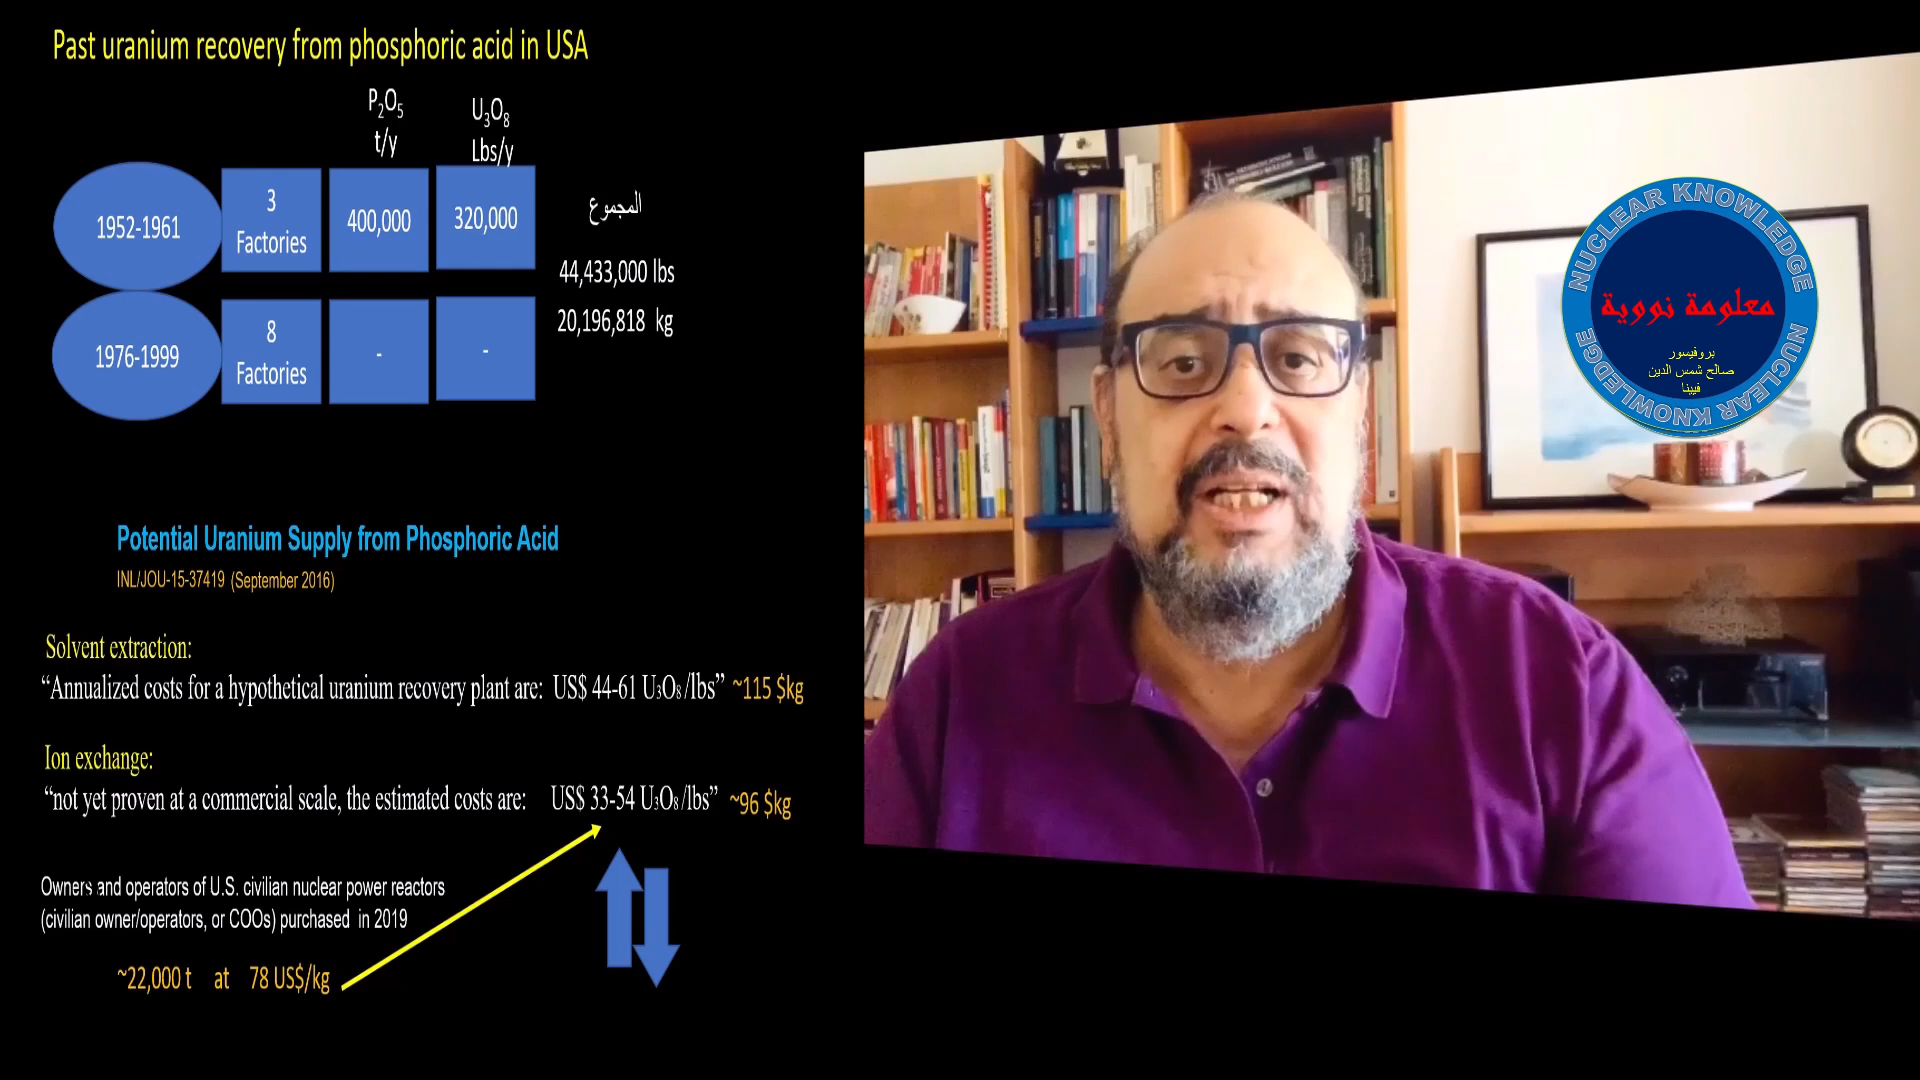 Past uranium recovery from phosphoric acid in USA
P2O5
t/y
U3O8
Lbs/y
1952-1961
3
Factories
400,000
320,000
المجموع
44,433,000 lbs
20,196,818 kg
1976-1999
8
Factories
-
-
Potential Uranium Supply from Phosphoric Acid
INL/JOU-15-37419 (September 2016)
Solvent extraction:
“Annualized costs for a hypothetical uranium recovery plant are: US$ 44-61 U3O8 /lbs” ~115 $kg
Ion exchange:
“not yet proven at a commercial scale, the estimated costs are: US$ 33-54 U3O8 /lbs” ~96 $kg
Owners and operators of U.S. civilian nuclear power reactors
(civilian owner/operators, or COOs) purchased in 2019
~22,000 t at 78 US$/kg
NUCLEAR KNOWLEDGE
معلومة نووية
بروفيسور
صالح شمس الدين
فيينا
NUCLEAR KNOWLEDGE